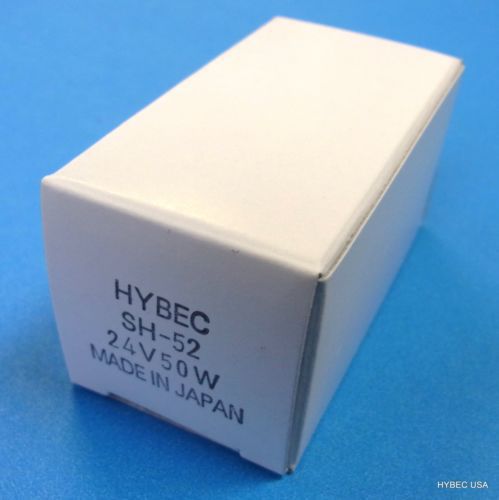 HYBEC
SH-52
24V50W
MADE IN JAPAN
HYBEC USA